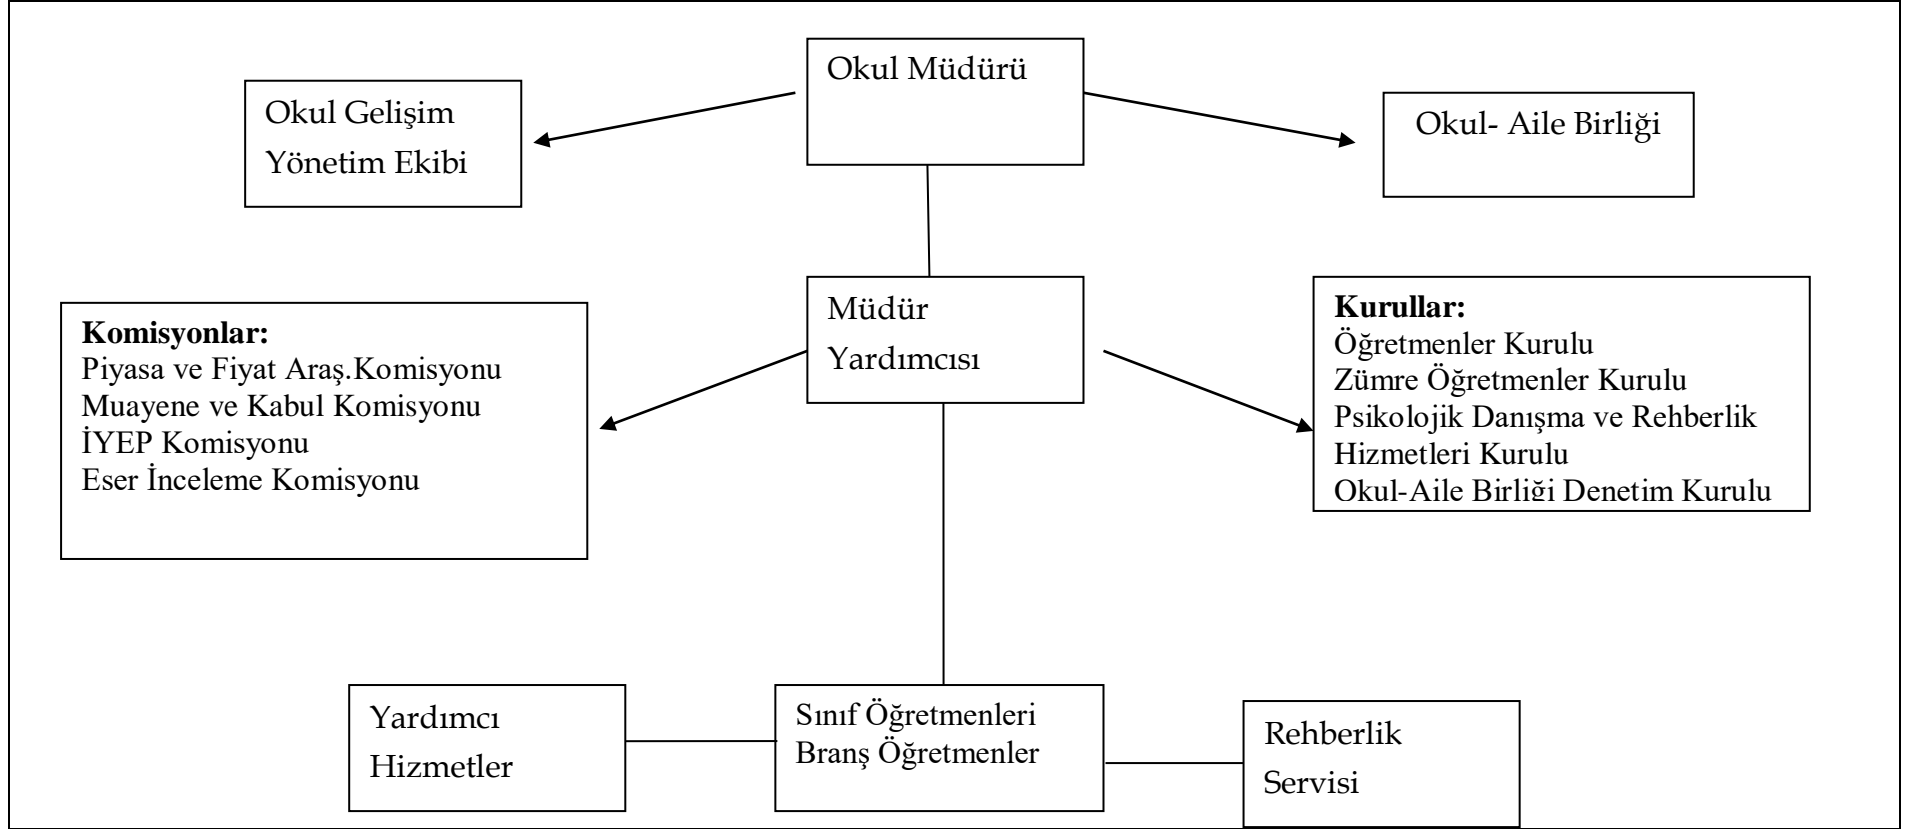 Okul Müdürü
Okul Gelişim
Yönetim Ekibi
Okul- Aile Birliği
Müdür
Yardımcısı
Komisyonlar:
Piyasa ve Fiyat Araş.Komisyonu
Muayene ve Kabul Komisyonu
İYEP Komisyonu
Eser İnceleme Komisyonu
Kurullar:
Öğretmenler Kurulu
Zümre Öğretmenler Kurulu
Psikolojik Danışma ve Rehberlik
Hizmetleri Kurulu
Okul-Aile Birliği Denetim Kurulu
Yardımcı
Hizmetler
Sınıf Öğretmenleri
Branş Öğretmenler
Rehberlik
Servisi